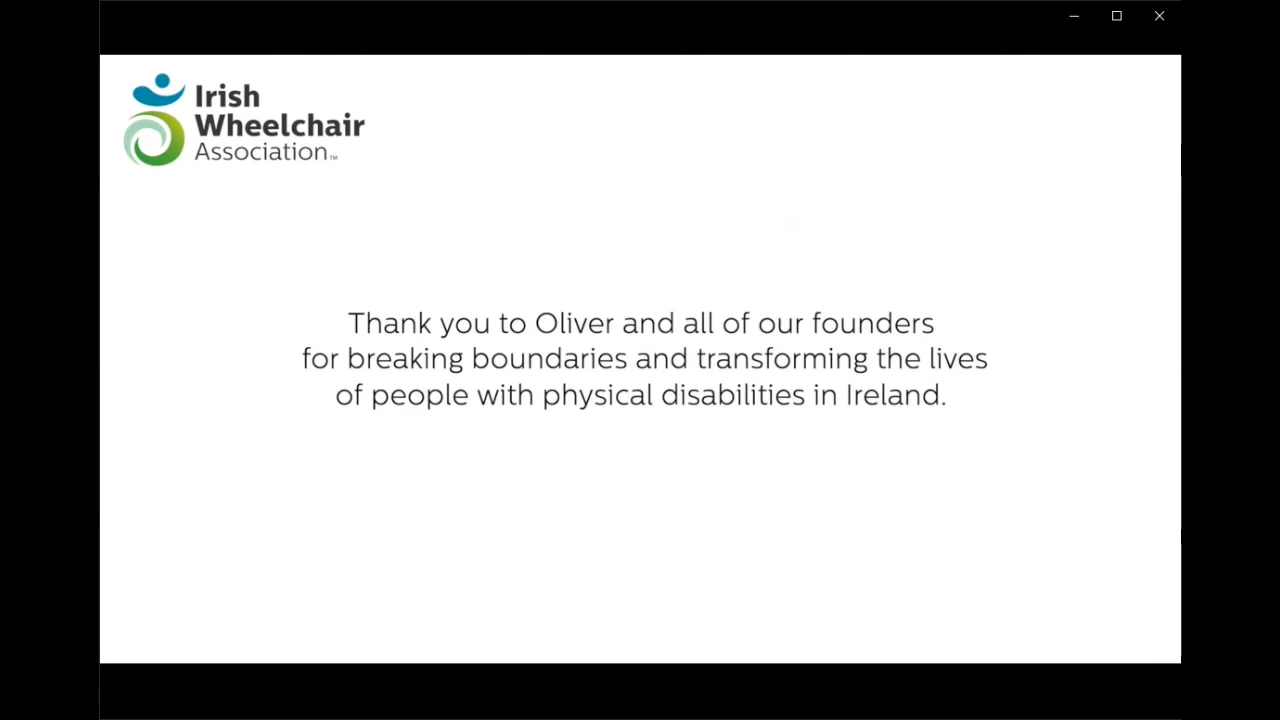 Irish
Wheelchair
Association™
Thank you to Oliver and all of our founders
for breaking boundaries and transforming the lives
of people with physical disabilities in Ireland.